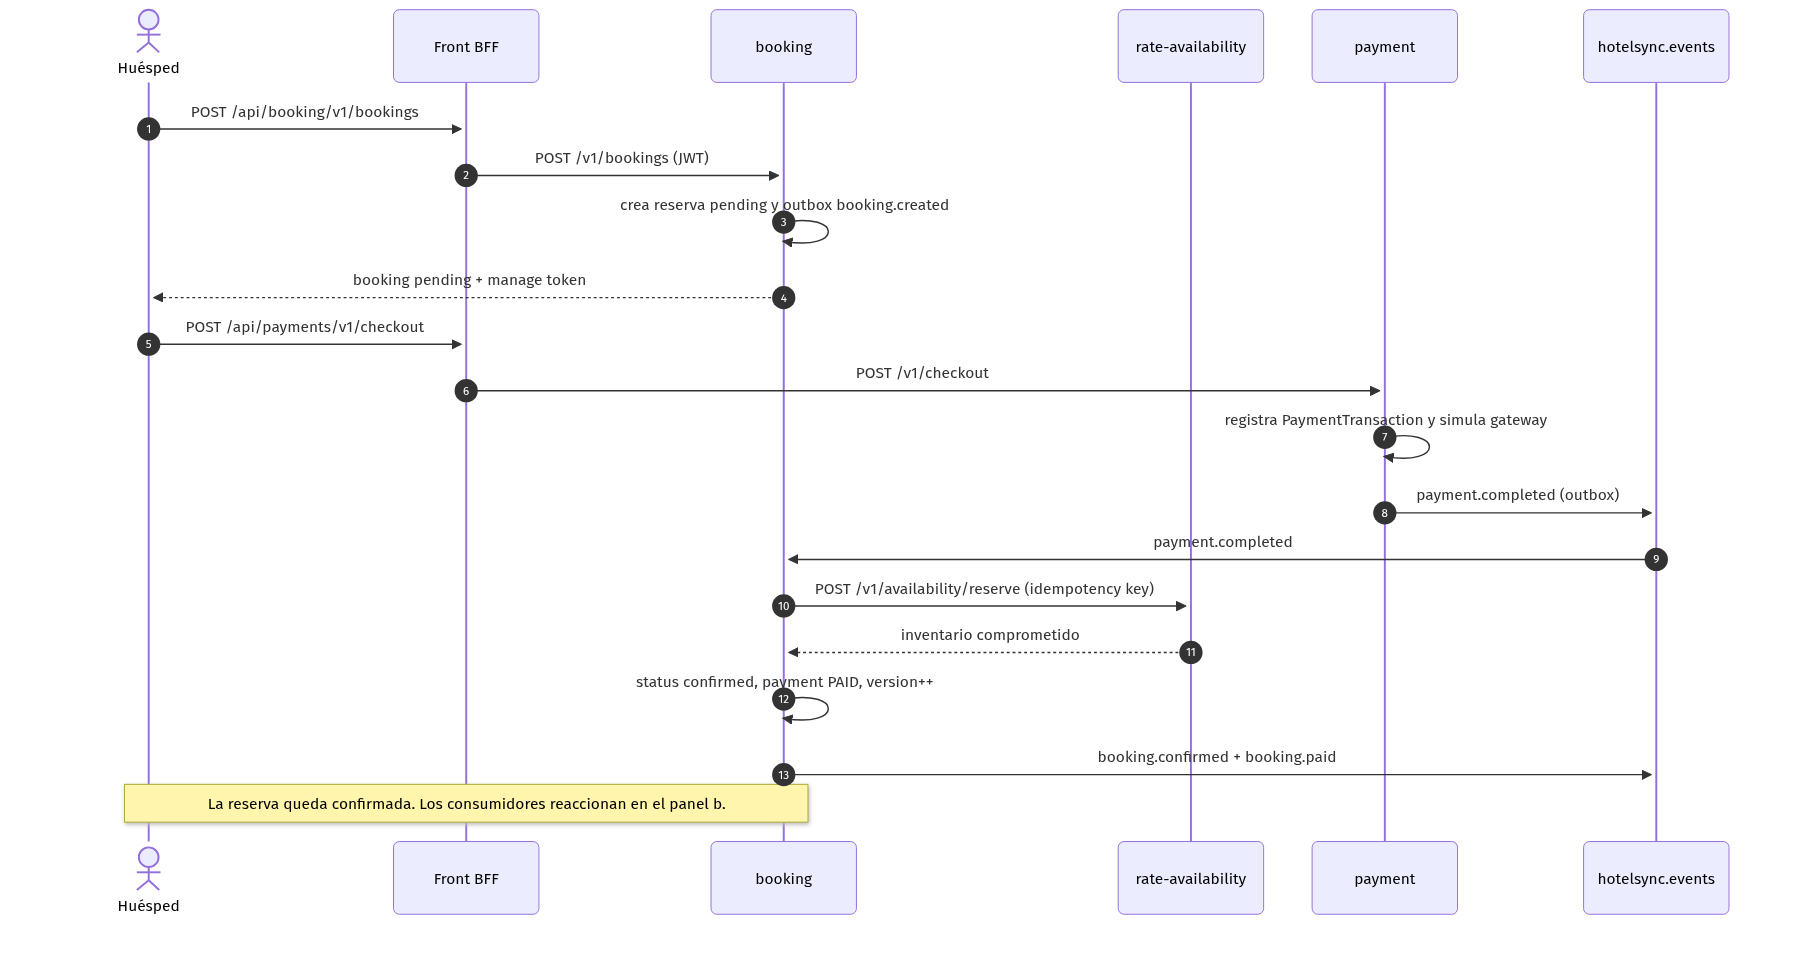 Huésped
Front BFF
booking
rate-availability
payment
hotelsync.events
POST /api/booking/v1/bookings
1
POST /v1/bookings (JWT)
2
crea reserva pending y outbox booking.created
3
booking pending + manage token
4
POST /api/payments/v1/checkout
5
POST /v1/checkout
6
registra PaymentTransaction y simula gateway
7
payment.completed (outbox)
8
payment.completed
9
POST /v1/availability/reserve (idempotency key)
10
inventario comprometido
11
status confirmed, payment PAID, version++
12
booking.confirmed + booking.paid
13
La reserva queda confirmada. Los consumidores reaccionan en el panel b.
Huésped
Front BFF
booking
rate-availability
payment
hotelsync.events